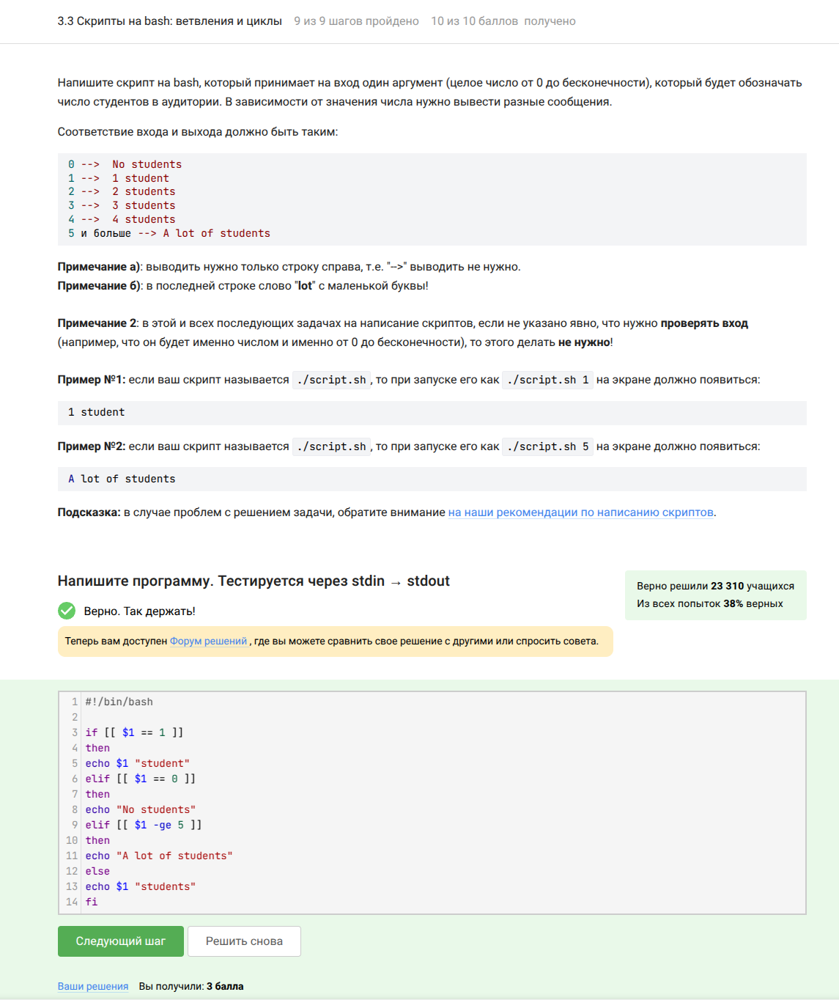 3.3 Скрипты на bash: ветвления и циклы 9 из 9 шагов пройдено 10 из 10 баллов получено
Напишите скрипт на bash, который принимает на вход один аргумент (целое число от 0 до бесконечности), который будет обозначать
число студентов в аудитории. В зависимости от значения числа нужно вывести разные сообщения.
Соответствие входа и выхода должно быть таким:
0 --> No students
1 --> 1 student
2 --> 2 students
3 --> 3 students
4 --> 4 students
5 и больше --> A lot of students
Примечание а): выводить нужно только строку справа, т.е. "-->" выводить не нужно.
Примечание б): в последней строке слово "lot" с маленькой буквы!
Примечание 2: в этой и всех последующих задачах на написание скриптов, если не указано явно, что нужно проверять вход
(например, что он будет именно числом и именно от 0 до бесконечности), то этого делать не нужно!
Пример №1: если ваш скрипт называется ./script.sh, то при запуске его как ./script.sh 1 на экране должно появиться:
1 student
Пример №2: если ваш скрипт называется ./script.sh, то при запуске его как ./script.sh 5 на экране должно появиться:
A lot of students
Подсказка: в случае проблем с решением задачи, обратите внимание на наши рекомендации по написанию скриптов.
Напишите программу. Тестируется через stdin → stdout
Верно решили 23 310 учащихся
Из всех попыток 38% верных
Верно. Так держать!
Теперь вам доступен Форум решений, где вы можете сравнить свое решение с другими или спросить совета.
1 #!/bin/bash
2
3 if [[ $1 == 1 ]]
4 then
5 echo $1 "student"
6 elif [[ $1 == 0 ]]
7 then
8 echo "No students"
9 elif [[ $1 -ge 5 ]]
10 then
11 echo "A lot of students"
12 else
13 echo $1 "students"
14 fi
Следующий шаг Решить снова
Ваши решения Вы получили: 3 балла